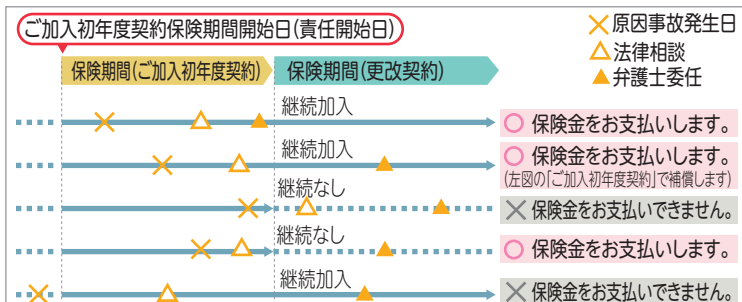 ご加入初年度契約保険期間開始日(責任開始日)
原因事故発生日
法律相談
弁護士委任
保険期間(ご加入初年度契約)
保険期間(更改契約)
継続加入
保険金をお支払いします。
継続加入
保険金をお支払いします。
(左図の「ご加入初年度契約」で補償します)
継続なし
保険金をお支払いできません。
継続なし
保険金をお支払いします。
継続加入
保険金をお支払いできません。